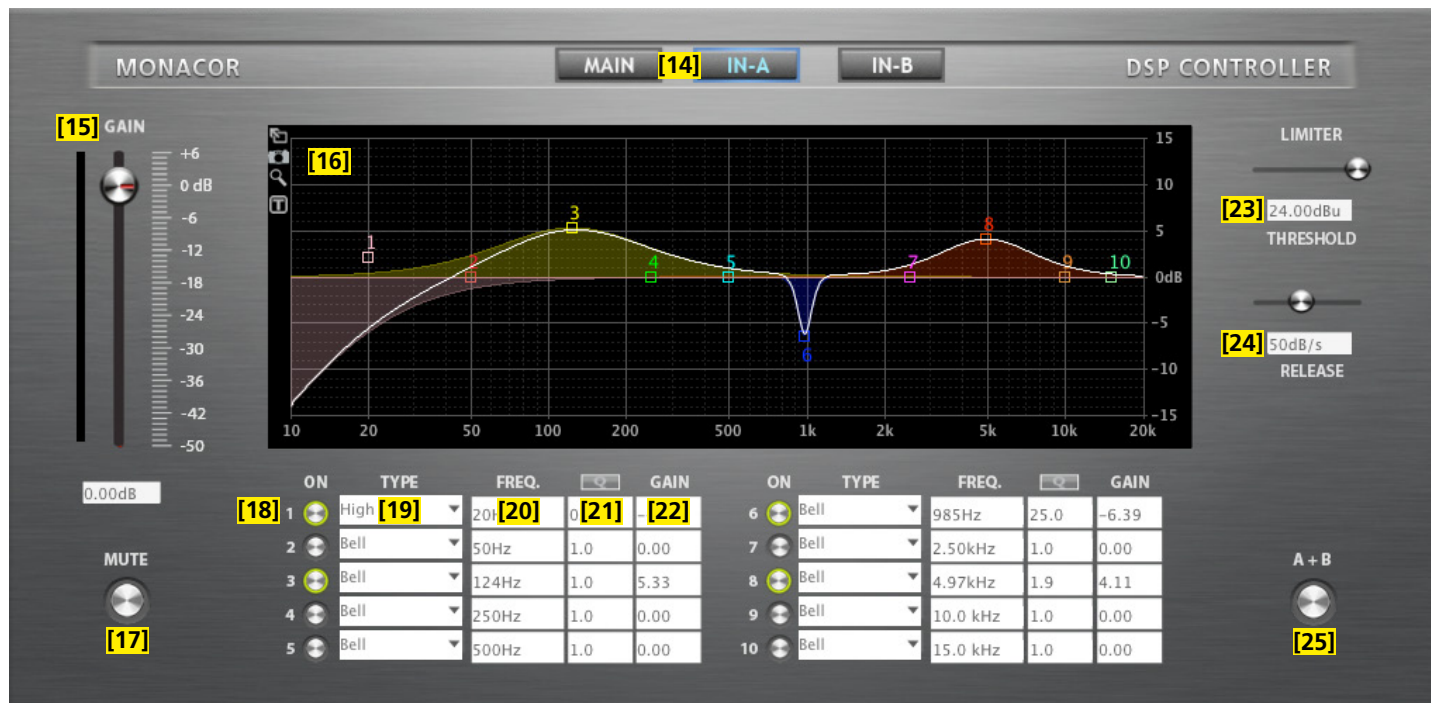 MONACOR MAIN [14] IN-A IN-B DSP CONTROLLER
[15] GAIN
+6
0 dB
-6
-12
-18
-24
-30
-36
-42
-50
0.00dB
MUTE
[17]
[16]
T
15
10
5
0dB
-5
-10
-15
1
2
3
4
5
6
7
8
9
10
10 20 50 100 200 500 1k 2k 5k 10k 20k
LIMITER
[23] 24.00dBu
THRESHOLD
[24] 50dB/s
RELEASE
ON TYPE FREQ. Q GAIN
[18] 1 High [19] [20] [21] [22]
2 Bell 50Hz 1.0 0.00
3 Bell 124Hz 1.0 5.33
4 Bell 250Hz 1.0 0.00
5 Bell 500Hz 1.0 0.00
ON TYPE FREQ. Q GAIN
6 Bell 985Hz 25.0 -6.39
7 Bell 2.50kHz 1.0 0.00
8 Bell 4.97kHz 1.9 4.11
9 Bell 10.0 kHz 1.0 0.00
10 Bell 15.0 kHz 1.0 0.00
A + B
[25]